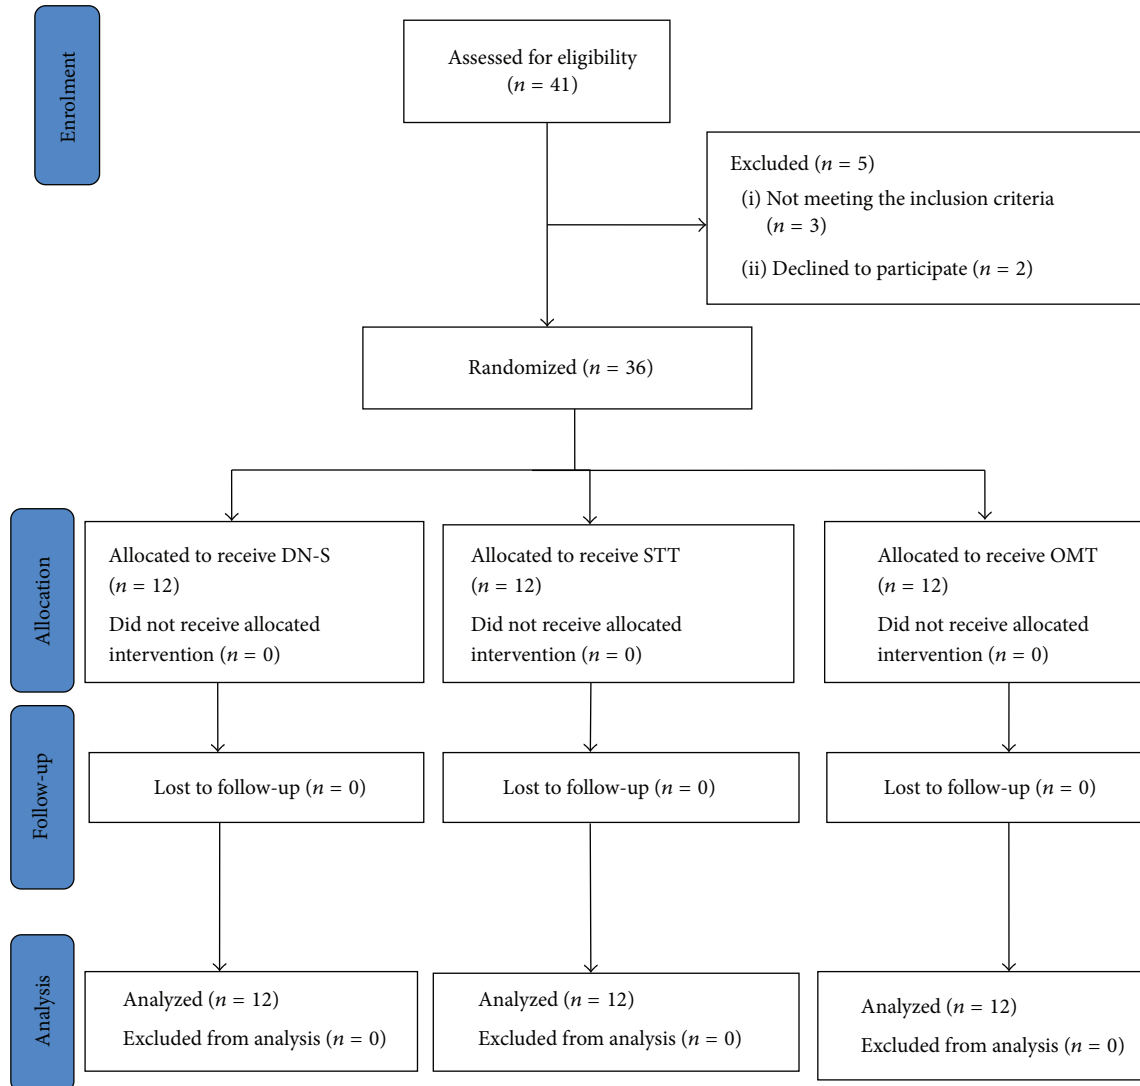 Enrolment
Assessed for eligibility
(n = 41)
Excluded (n = 5)
(i) Not meeting the inclusion criteria
(n = 3)
(ii) Declined to participate (n = 2)
Randomized (n = 36)
Allocation
Allocated to receive DN-S
(n = 12)
Did not receive allocated
intervention (n = 0)
Allocated to receive STT
(n = 12)
Did not receive allocated
intervention (n = 0)
Allocated to receive OMT
(n = 12)
Did not receive allocated
intervention (n = 0)
Follow-up
Lost to follow-up (n = 0)
Lost to follow-up (n = 0)
Lost to follow-up (n = 0)
Analysis
Analyzed (n = 12)
Excluded from analysis (n = 0)
Analyzed (n = 12)
Excluded from analysis (n = 0)
Analyzed (n = 12)
Excluded from analysis (n = 0)